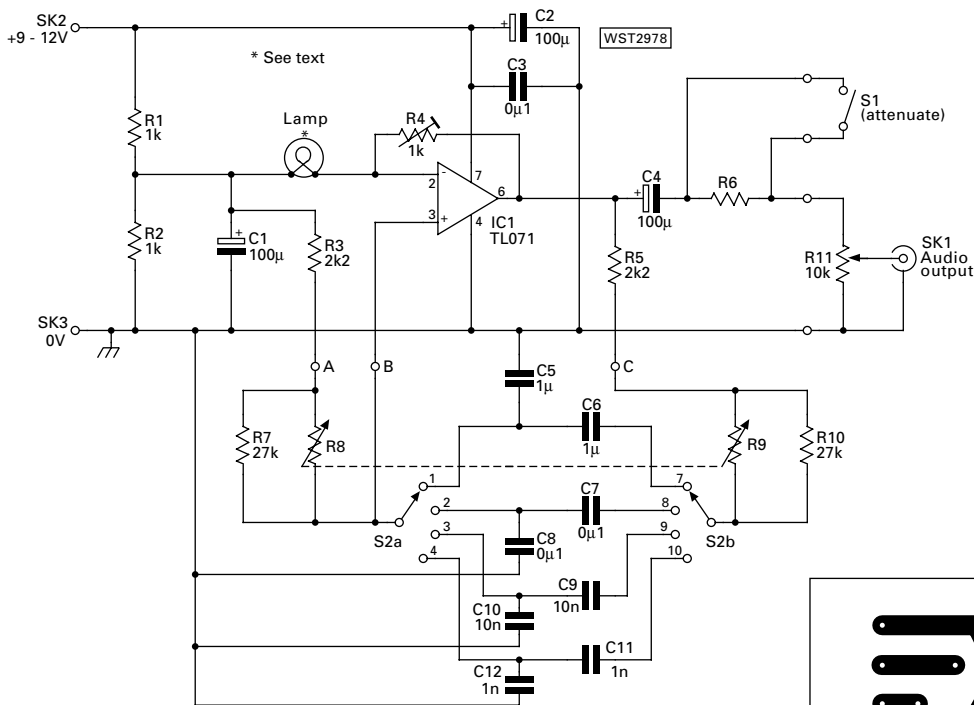 SK2
+9 - 12V
* See text
+
C2
100μ
WST2978
C3
0μ1
R1
1k
Lamp
*
R4
1k
S1
(attenuate)
-
2
7
6
3
+
4
IC1
TL071
+
C4
100μ
R6
R2
1k
+
C1
100μ
R3
2k2
R5
2k2
R11
10k
SK1
Audio
output
SK3
0V
A
B
C
C5
1μ
C6
1μ
R7
27k
R8
R9
R10
27k
1
2
3
4
S2a
7
8
9
10
S2b
C7
0μ1
C8
0μ1
C9
10n
C10
10n
C11
1n
C12
1n